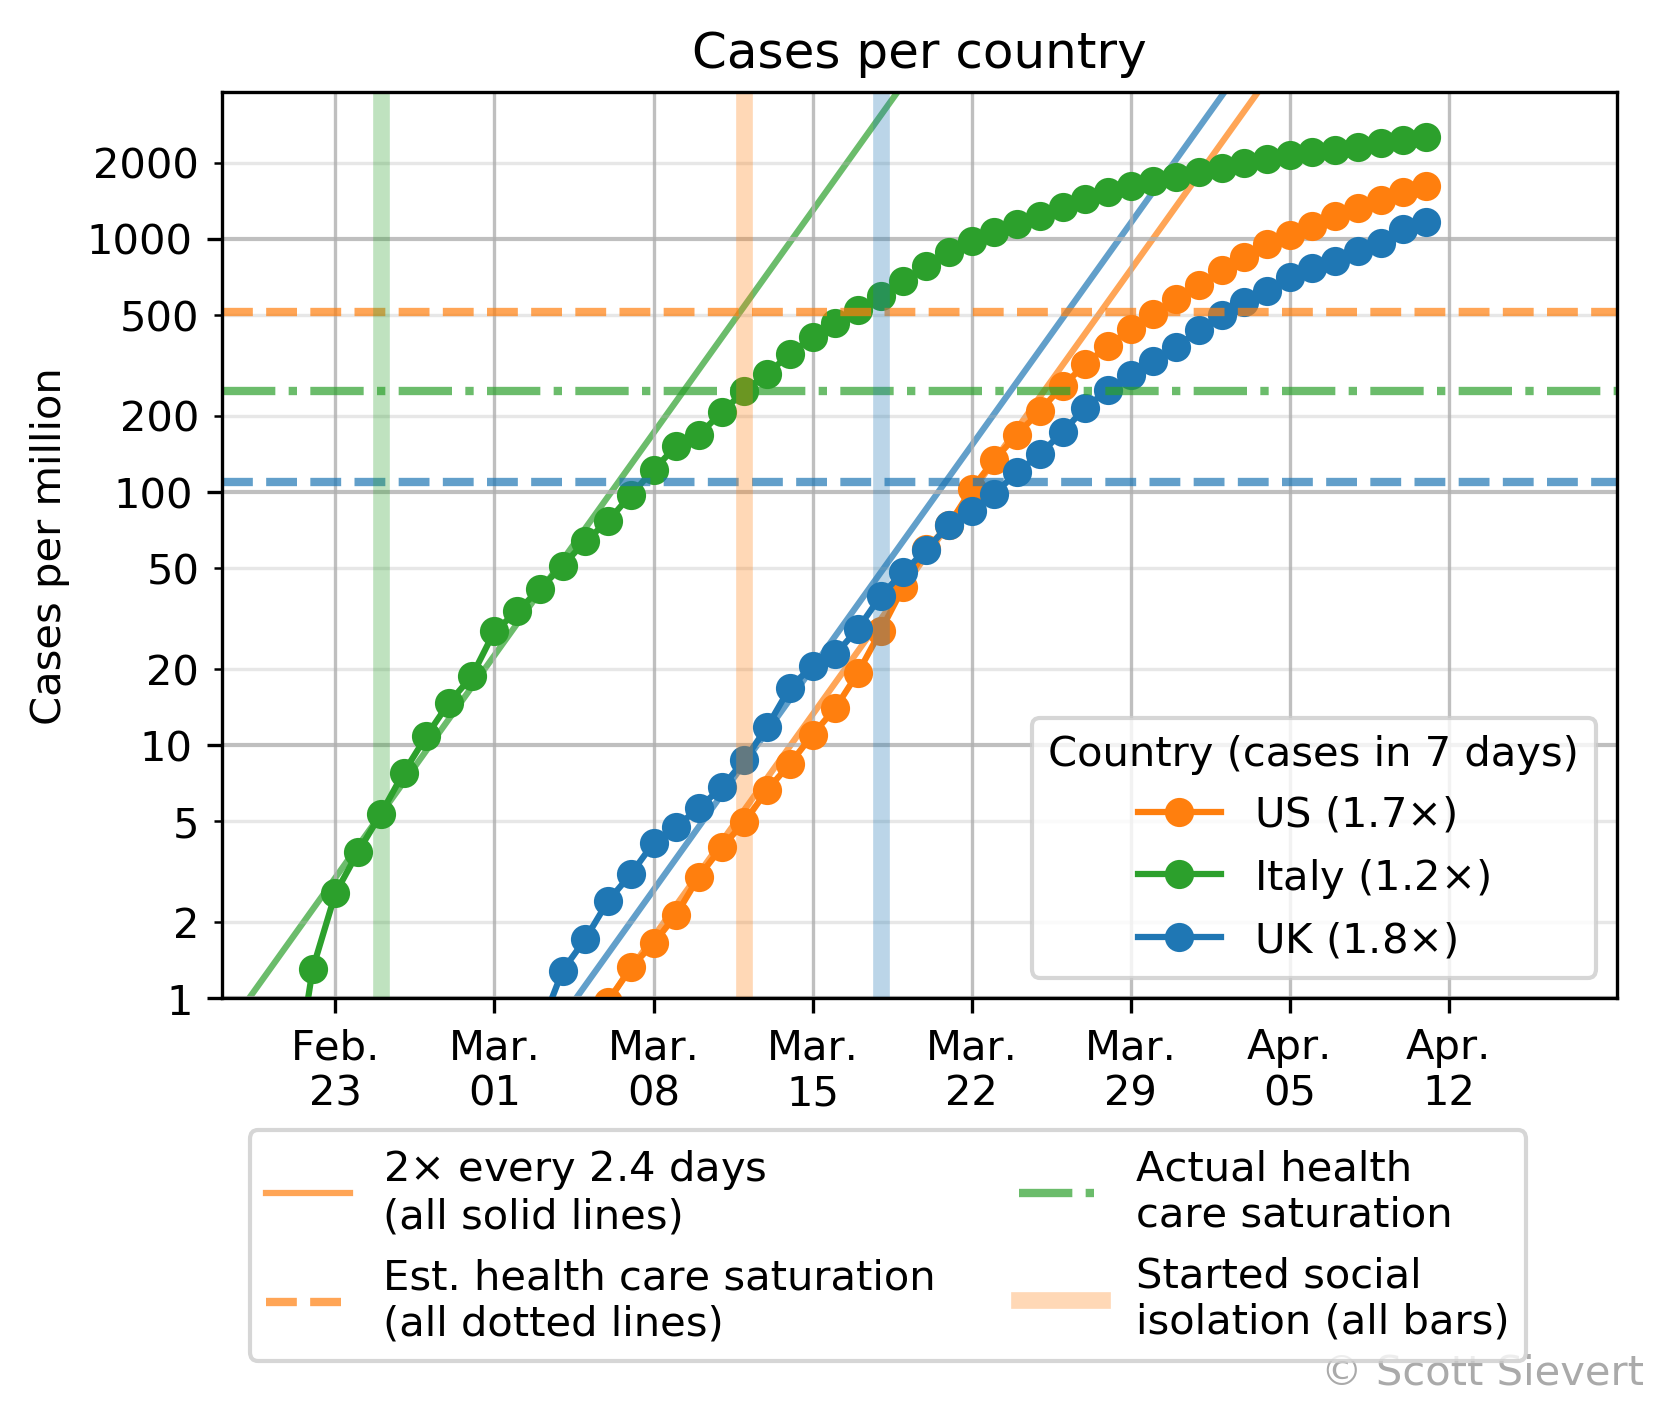 Cases per country
Cases per million
2000
1000
500
200
100
50
20
10
5
2
1
Feb.
23
Mar.
01
Mar.
08
Mar.
15
Mar.
22
Mar.
29
Apr.
05
Apr.
12
Country (cases in 7 days)
US (1.7×)
Italy (1.2×)
UK (1.8×)
2× every 2.4 days
(all solid lines)
Est. health care saturation
(all dotted lines)
Actual health
care saturation
Started social
isolation (all bars)
© Scott Sievert